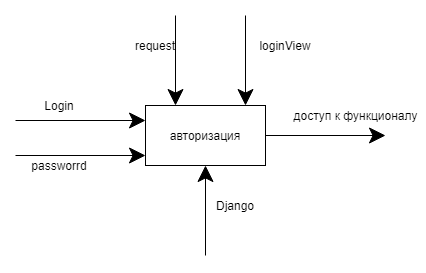 request
loginView
Login
доступ к функционалу
авторизация
passworrd
Django